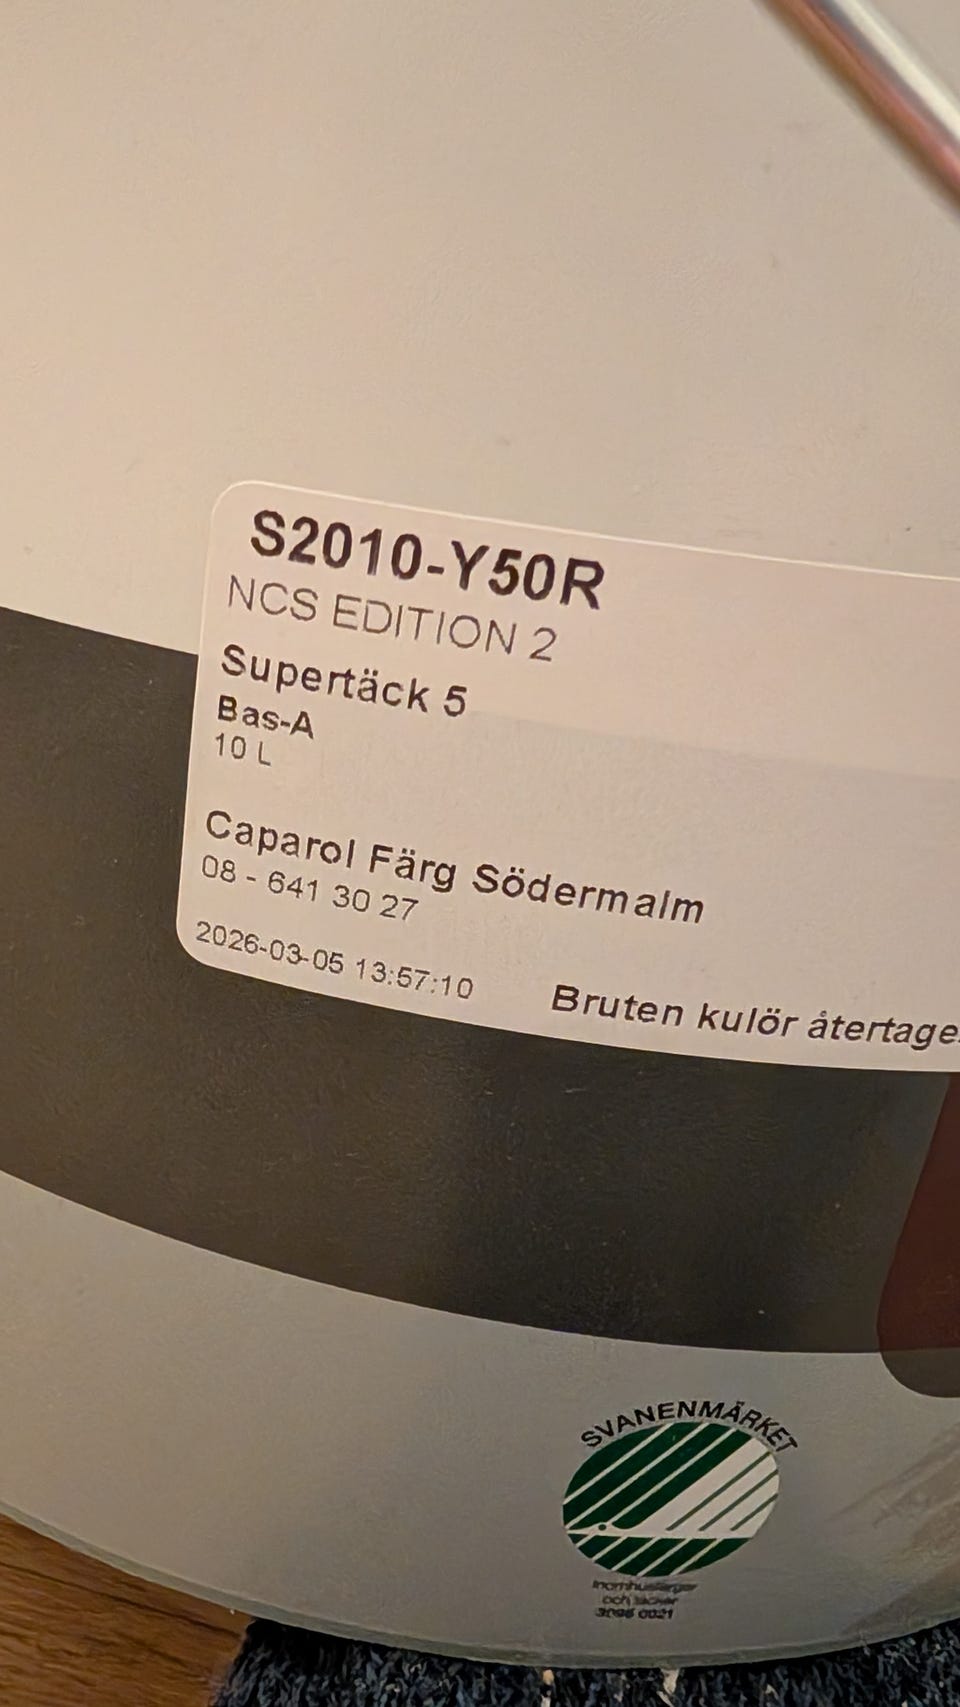 S2010-Y50R
NCS EDITION 2
Supertäck 5
Bas-A
10 L
Caparol Färg Södermalm
08 - 641 30 27
2026-03-05 13:57:10
Bruten kulör
SVANENMÄRKET
och